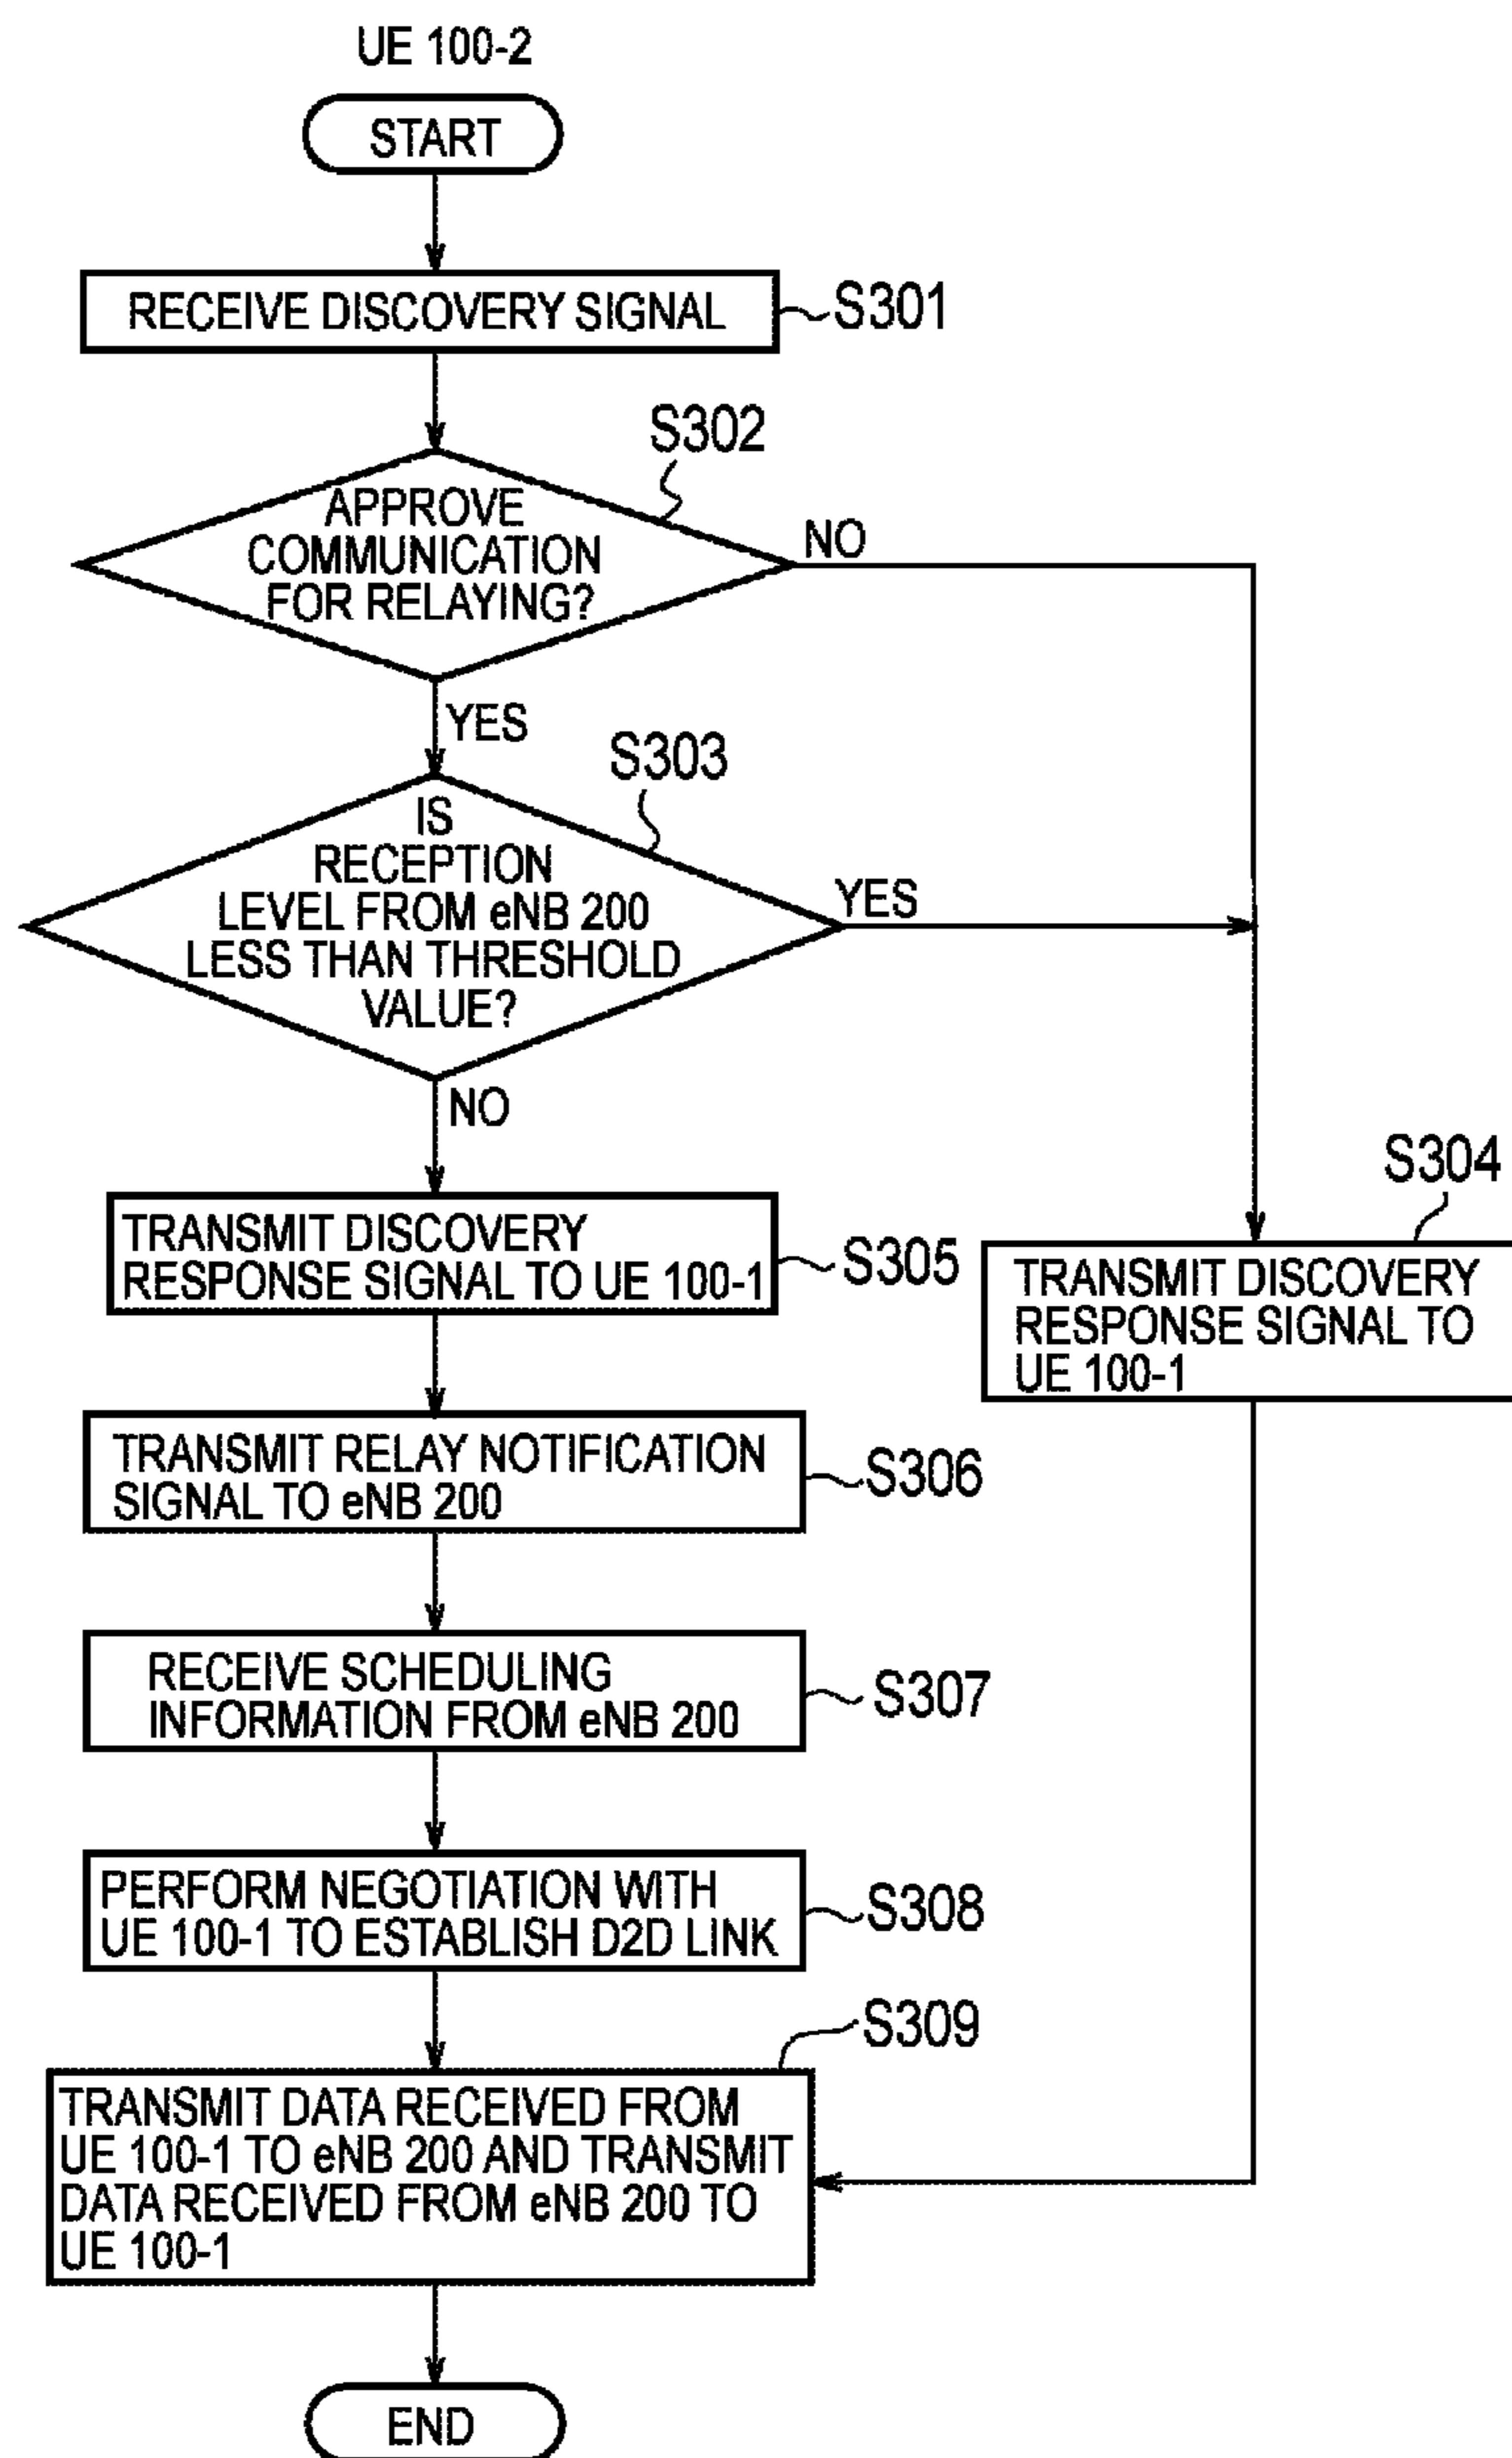 UE 100-2
START
RECEIVE DISCOVERY SIGNAL
S301
S302
APPROVE
COMMUNICATION
FOR RELAYING?
NO
YES
S303
IS
RECEPTION
LEVEL FROM eNB 200
LESS THAN THRESHOLD
VALUE?
YES
NO
S304
TRANSMIT DISCOVERY
RESPONSE SIGNAL TO
UE 100-1
TRANSMIT DISCOVERY
RESPONSE SIGNAL TO UE 100-1
S305
TRANSMIT RELAY NOTIFICATION
SIGNAL TO eNB 200
S306
RECEIVE SCHEDULING
INFORMATION FROM eNB 200
S307
PERFORM NEGOTIATION WITH
UE 100-1 TO ESTABLISH D2D LINK
S308
S309
TRANSMIT DATA RECEIVED FROM
UE 100-1 TO eNB 200 AND TRANSMIT
DATA RECEIVED FROM eNB 200 TO
UE 100-1
END